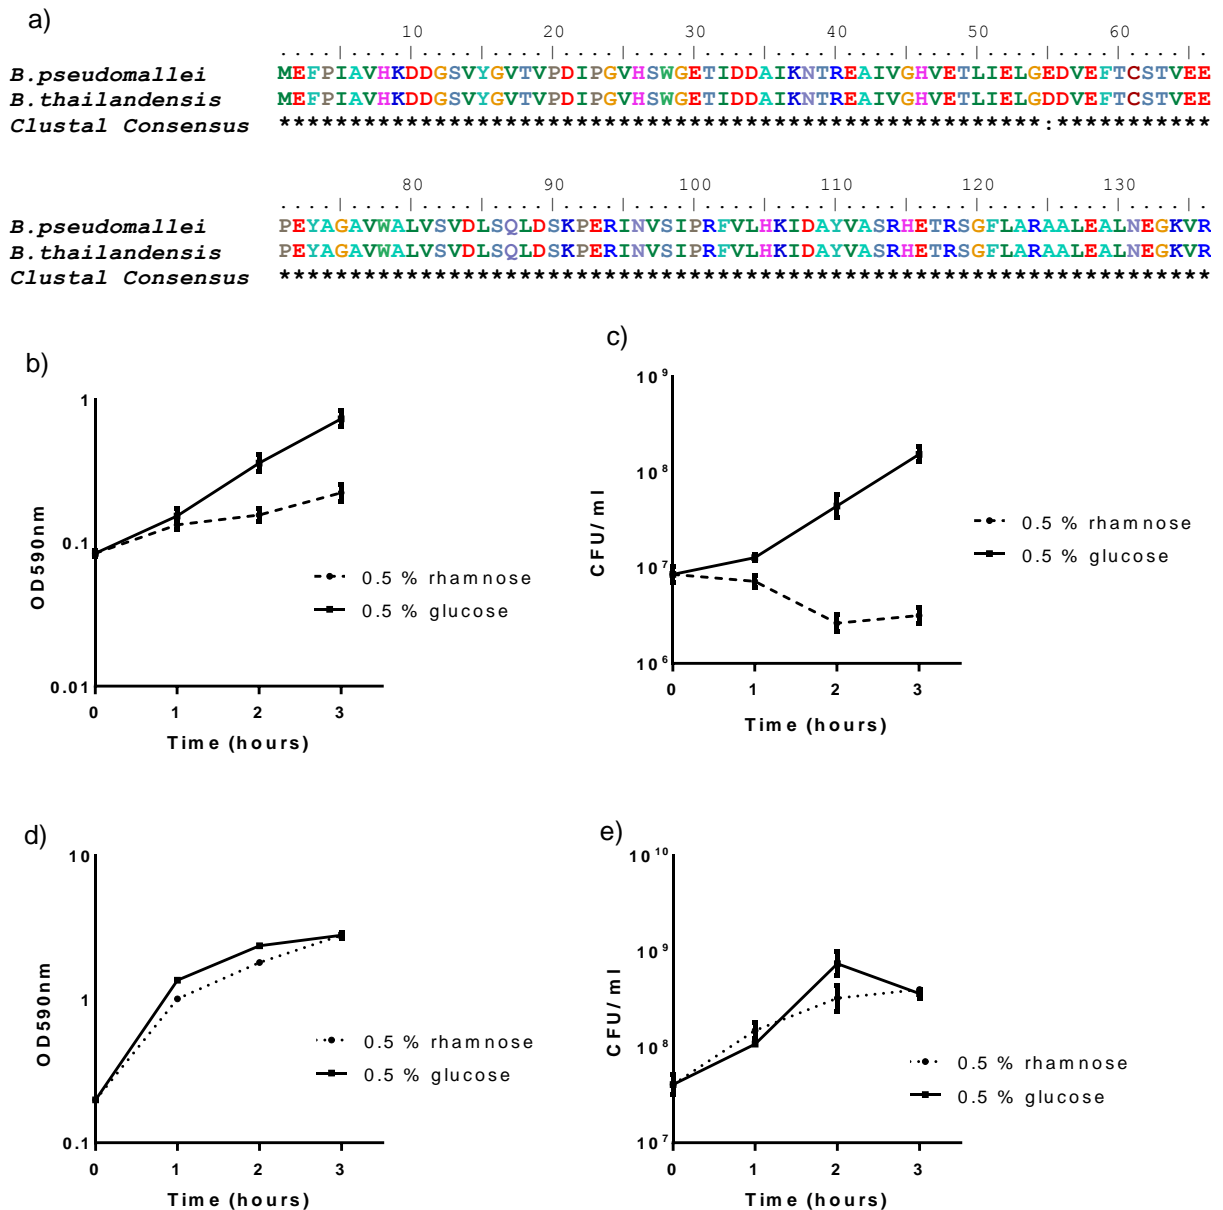 a)
10 20 30 40 50 60
B.pseudomallei MEFPIAVHKDDGSVYGVTVPDIPGVHSWGETIDDAIKNTREAIVGHVETLIELGEDVEFTCSTVEE
B.thailandensis MEFPIAVHKDDGSVYGVTVPDIPGVHSWGETIDDAIKNTREAIVGHVETLIELGDDVEFTCSTVEE
Clustal Consensus ******************************************************:***********
80 90 100 110 120 130
B.pseudomallei PEYAGAVWALVSVDLSQLDSKPERINVSIPRFVLHKIDAYVASRHETRSGFLARAALEALNEGKVR
B.thailandensis PEYAGAVWALVSVDLSQLDSKPERINVSIPRFVLHKIDAYVASRHETRSGFLARAALEALNEGKVR
Clustal Consensus ******************************************************************
b)
1
0.1
0.01
OD590nm
0 1 2 3
Time (hours)
0.5 % rhamnose
0.5 % glucose
c)
10⁹
10⁸
10⁷
10⁶
CFU/ml
0 1 2 3
Time (hours)
0.5 % rhamnose
0.5 % glucose
d)
10
1
0.1
OD590nm
0 1 2 3
Time (hours)
0.5 % rhamnose
0.5 % glucose
e)
10¹⁰
10⁹
10⁸
10⁷
CFU/ml
0 1 2 3
Time (hours)
0.5 % rhamnose
0.5 % glucose